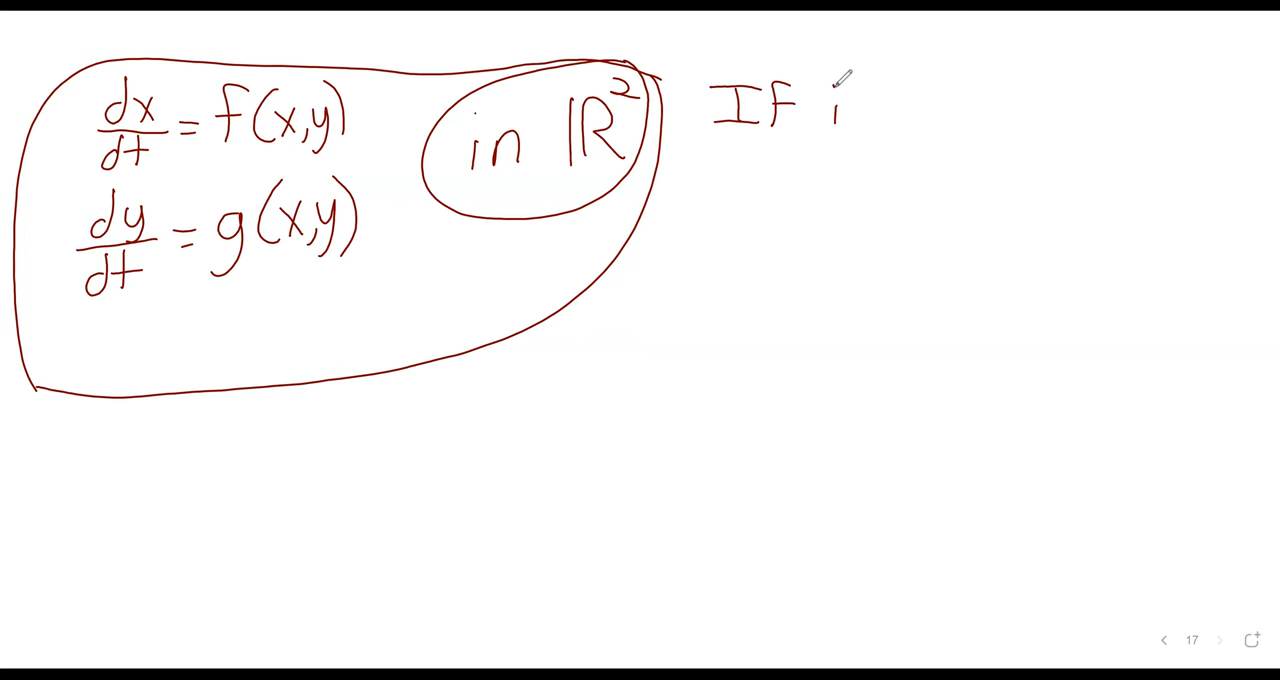 dx/dt = f(x,y) in ℝ² If i
dy/dt = g(x,y)
17